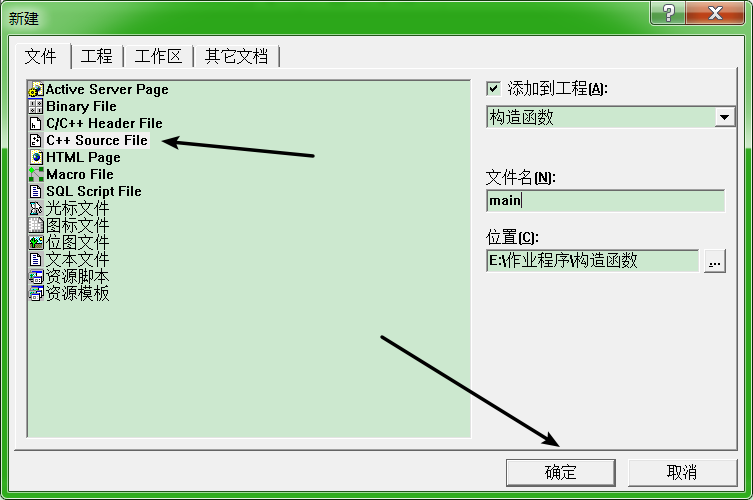 新建
文件 工程 工作区 其它文档
Active Server Page
Binary File
C/C++ Header File
C++ Source File
HTML Page
Macro File
SQL Script File
光标文件
图标文件
位图文件
文本文件
资源脚本
资源模板
添加到工程(A):
构造函数
文件名(N):
main
位置(C):
E:\作业程序\构造函数
...
确定 取消